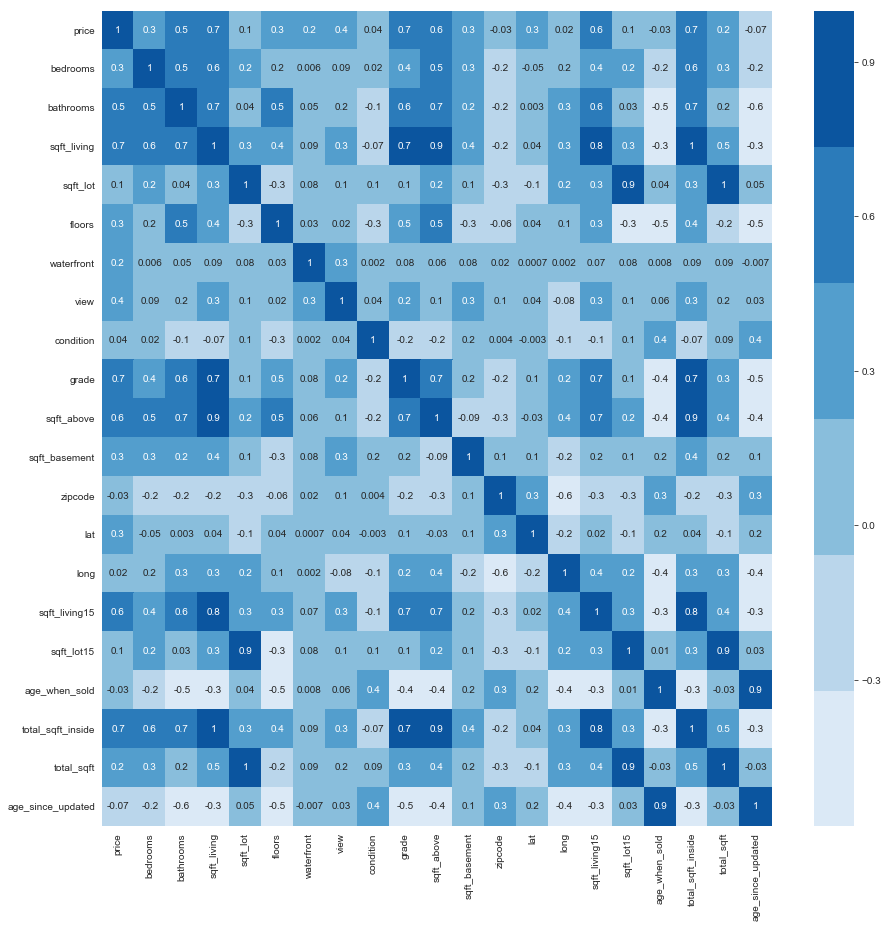 price 1 0.3 0.5 0.7 0.1 0.3 0.2 0.4 0.04 0.7 0.6 0.3 -0.03 0.3 0.02 0.6 0.1 -0.03 0.7 0.2 -0.07
bedrooms 0.3 1 0.5 0.6 0.2 0.2 0.006 0.09 0.02 0.4 0.5 0.3 -0.2 -0.05 0.2 0.4 0.2 -0.2 0.6 0.3 -0.2
bathrooms 0.5 0.5 1 0.7 0.04 0.5 0.05 0.2 -0.1 0.6 0.7 0.2 -0.2 0.003 0.3 0.6 0.03 -0.5 0.7 0.2 -0.6
sqft_living 0.7 0.6 0.7 1 0.3 0.4 0.09 0.3 -0.07 0.7 0.9 0.4 -0.2 0.04 0.3 0.8 0.3 -0.3 1 0.5 -0.3
sqft_lot 0.1 0.2 0.04 0.3 1 -0.3 0.08 0.1 0.1 0.1 0.2 0.1 -0.3 -0.1 0.2 0.3 0.9 0.04 0.3 1 0.05
floors 0.3 0.2 0.5 0.4 -0.3 1 0.03 0.02 -0.3 0.5 0.5 -0.3 -0.06 0.04 0.1 0.3 -0.3 -0.5 0.4 -0.2 -0.5
waterfront 0.2 0.006 0.05 0.09 0.08 0.03 1 0.3 0.002 0.08 0.06 0.08 0.02 0.0007 0.002 0.07 0.08 0.008 0.09 0.09 -0.007
view 0.4 0.09 0.2 0.3 0.1 0.02 0.3 1 0.04 0.2 0.1 0.3 0.1 0.04 -0.08 0.3 0.1 0.06 0.3 0.2 0.03
condition 0.04 0.02 -0.1 -0.07 0.1 -0.3 0.002 0.04 1 -0.2 -0.2 0.2 0.004 -0.003 -0.1 -0.1 0.1 0.4 -0.07 0.09 0.4
grade 0.7 0.4 0.6 0.7 0.1 0.5 0.08 0.2 -0.2 1 0.7 0.2 -0.2 0.1 0.2 0.7 0.1 -0.4 0.7 0.3 -0.5
sqft_above 0.6 0.5 0.7 0.9 0.2 0.5 0.06 0.1 -0.2 0.7 1 -0.09 -0.3 -0.03 0.4 0.7 0.2 -0.4 0.9 0.4 -0.4
sqft_basement 0.3 0.3 0.2 0.4 0.1 -0.3 0.08 0.3 0.2 0.2 -0.09 1 0.1 0.1 -0.2 0.2 0.1 0.2 0.4 0.2 0.1
zipcode -0.03 -0.2 -0.2 -0.2 -0.3 -0.06 0.02 0.1 0.004 -0.2 -0.3 0.1 1 0.3 -0.6 -0.3 -0.3 0.3 -0.2 -0.3 0.3
lat 0.3 -0.05 0.003 0.04 -0.1 0.04 0.0007 0.04 -0.003 0.1 -0.03 0.1 0.3 1 -0.2 0.02 -0.1 0.2 0.04 -0.1 0.2
long 0.02 0.2 0.3 0.3 0.2 0.1 0.002 -0.08 -0.1 0.2 0.4 -0.2 -0.6 -0.2 1 0.4 0.2 -0.4 0.3 0.3 -0.4
sqft_living15 0.6 0.4 0.6 0.8 0.3 0.3 0.07 0.3 -0.1 0.7 0.7 0.2 -0.3 0.02 0.4 1 0.3 -0.3 0.8 0.4 -0.3
sqft_lot15 0.1 0.2 0.03 0.3 0.9 -0.3 0.08 0.1 0.1 0.1 0.2 0.1 -0.3 -0.1 0.2 0.3 1 0.01 0.3 0.9 0.03
age_when_sold -0.03 -0.2 -0.5 -0.3 0.04 -0.5 0.008 0.06 0.4 -0.4 -0.4 0.2 0.3 0.2 -0.4 -0.3 0.01 1 -0.3 -0.03 0.9
total_sqft_inside 0.7 0.6 0.7 1 0.3 0.4 0.09 0.3 -0.07 0.7 0.9 0.4 -0.2 0.04 0.3 0.8 0.3 -0.3 1 0.5 -0.3
total_sqft 0.2 0.3 0.2 0.5 1 -0.2 0.09 0.2 0.09 0.3 0.4 0.2 -0.3 -0.1 0.3 0.4 0.9 -0.03 0.5 1 -0.03
age_since_updated -0.07 -0.2 -0.6 -0.3 0.05 -0.5 -0.007 0.03 0.4 -0.5 -0.4 0.1 0.3 0.2 -0.4 -0.3 0.03 0.9 -0.3 -0.03 1
price bedrooms bathrooms sqft_living sqft_lot floors waterfront view condition grade sqft_above sqft_basement zipcode lat long sqft_living15 sqft_lot15 age_when_sold total_sqft_inside total_sqft age_since_updated
0.9
0.6
0.3
0.0
−0.3